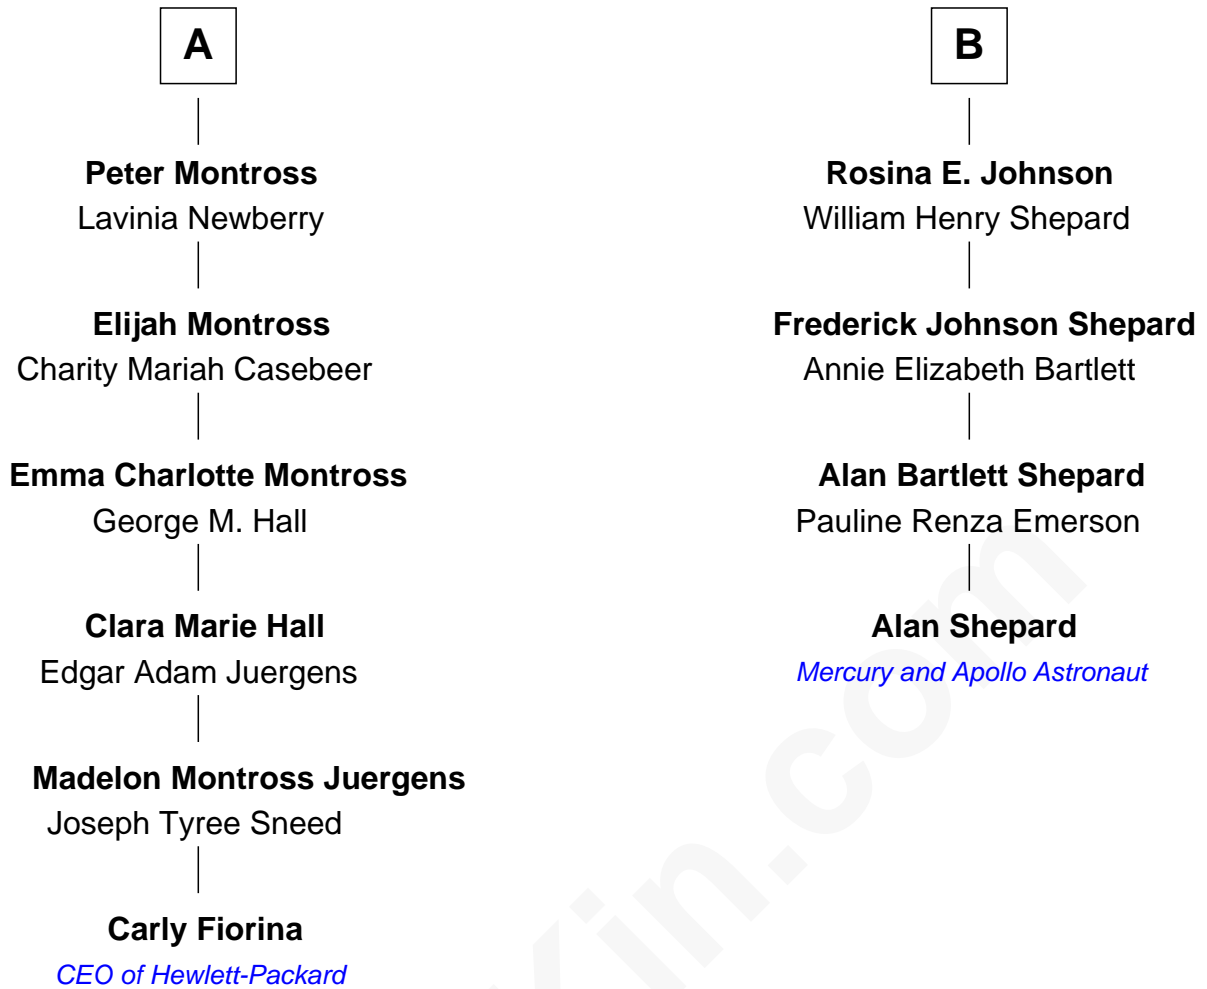 A
Peter Montross
Lavinia Newberry
Elijah Montross
Charity Mariah Casebeer
Emma Charlotte Montross
George M. Hall
Clara Marie Hall
Edgar Adam Juergens
Madelon Montross Juergens
Joseph Tyree Sneed
Carly Fiorina
CEO of Hewlett-Packard
B
Rosina E. Johnson
William Henry Shepard
Frederick Johnson Shepard
Annie Elizabeth Bartlett
Alan Bartlett Shepard
Pauline Renza Emerson
Alan Shepard
Mercury and Apollo Astronaut